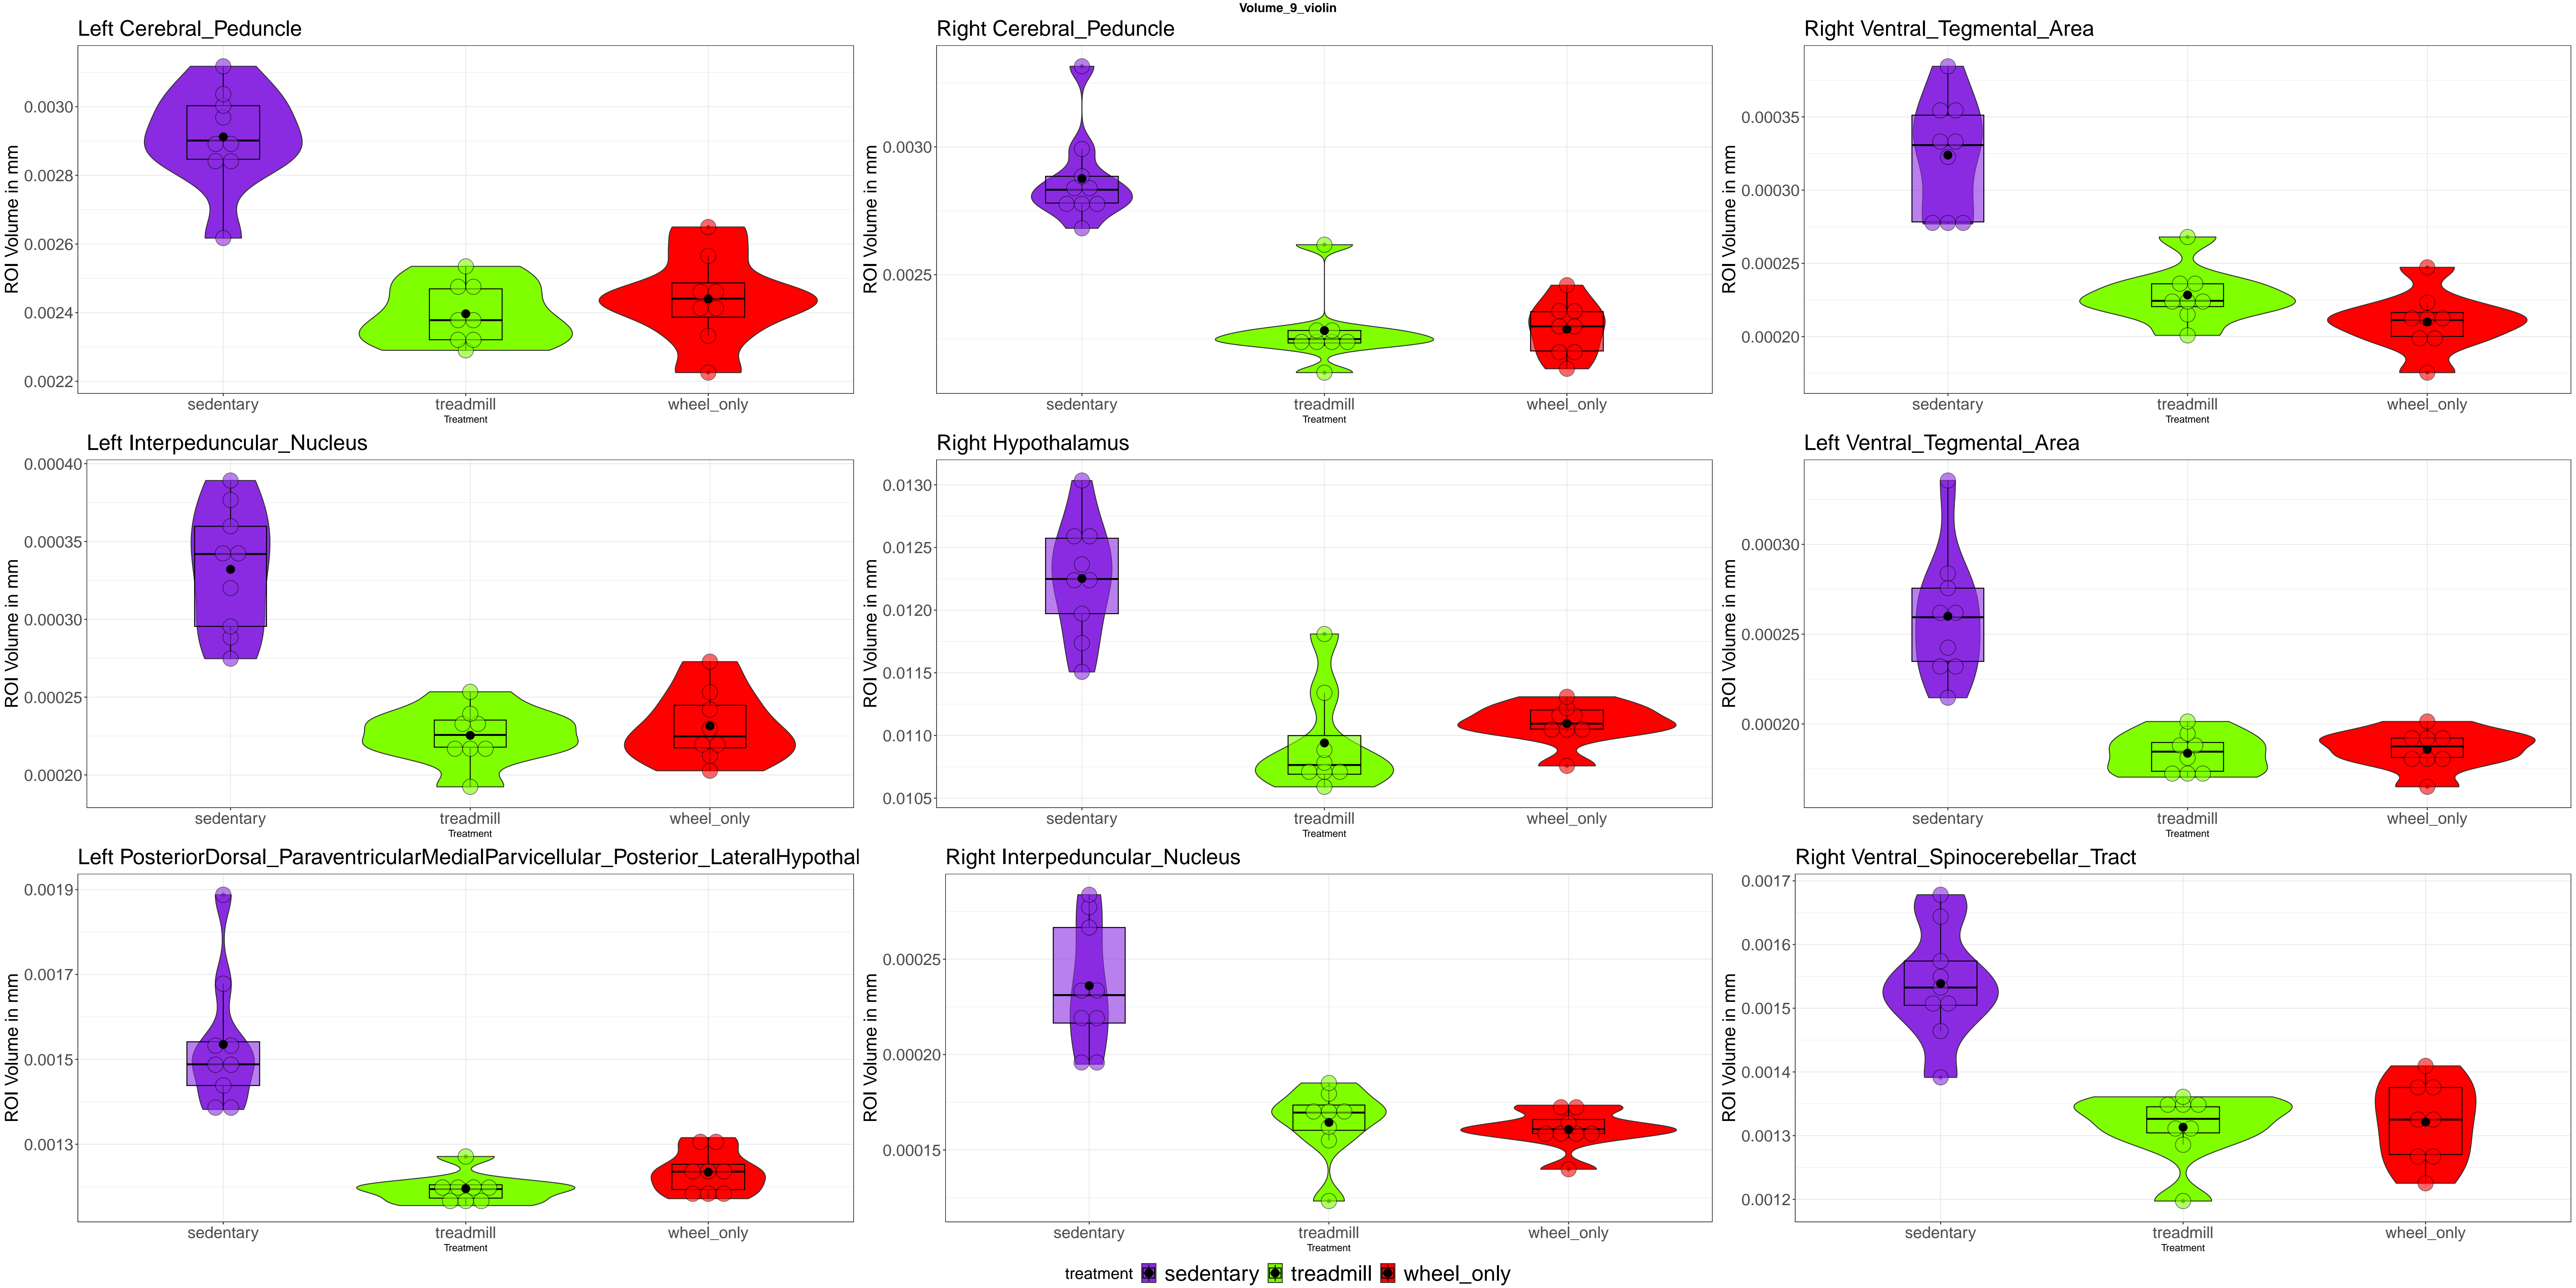 Volume_9_violin
Left Cerebral_Peduncle
ROI Volume in mm
0.0030
0.0028
0.0026
0.0024
0.0022
sedentary treadmill wheel_only
Treatment
Right Cerebral_Peduncle
ROI Volume in mm
0.0030
0.0025
sedentary treadmill wheel_only
Treatment
Right Ventral_Tegmental_Area
ROI Volume in mm
0.00035
0.00030
0.00025
0.00020
sedentary treadmill wheel_only
Treatment
Left Interpeduncular_Nucleus
ROI Volume in mm
0.00040
0.00035
0.00030
0.00025
0.00020
sedentary treadmill wheel_only
Treatment
Right Hypothalamus
ROI Volume in mm
0.0130
0.0125
0.0120
0.0115
0.0110
0.0105
sedentary treadmill wheel_only
Treatment
Left Ventral_Tegmental_Area
ROI Volume in mm
0.00030
0.00025
0.00020
sedentary treadmill wheel_only
Treatment
Left PosteriorDorsal_ParaventricularMedialParvicellular_Posterior_LateralHypothal
ROI Volume in mm
0.0019
0.0017
0.0015
0.0013
sedentary treadmill wheel_only
Treatment
Right Interpeduncular_Nucleus
ROI Volume in mm
0.00025
0.00020
0.00015
sedentary treadmill wheel_only
Treatment
Right Ventral_Spinocerebellar_Tract
ROI Volume in mm
0.0017
0.0016
0.0015
0.0014
0.0013
0.0012
sedentary treadmill wheel_only
Treatment
treatment sedentary treadmill wheel_only